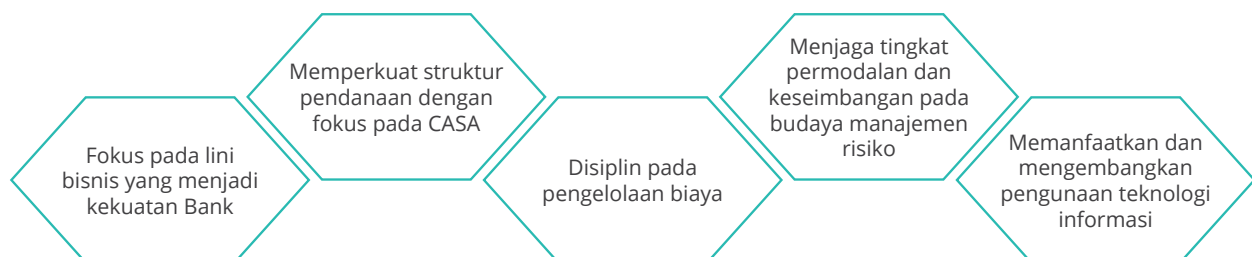 Fokus pada lini
bisnis yang menjadi
kekuatan Bank
Memperkuat struktur
pendanaan dengan
fokus pada CASA
Disiplin pada
pengelolaan biaya
Menjaga tingkat
permodalan dan
keseimbangan pada
budaya manajemen
risiko
Memanfaatkan dan
mengembangkan
pengunaan teknologi
informasi